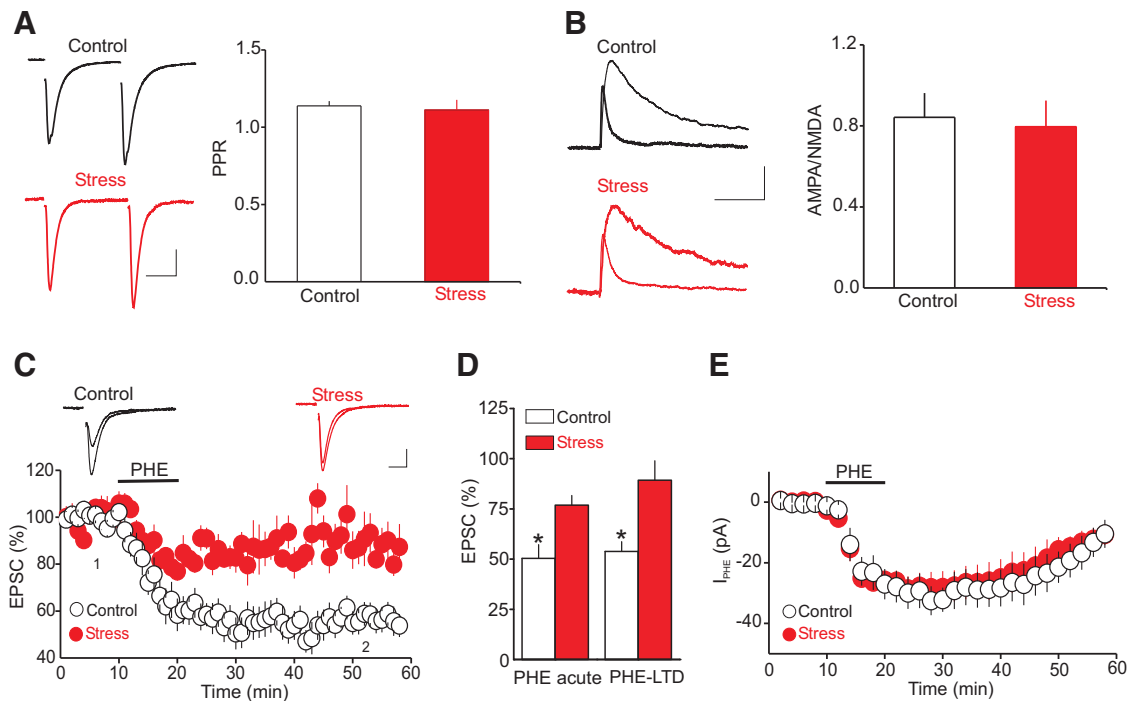 A
Control
Stress
1.5
1.0
0.5
0.0
PPR
Control
Stress
B
Control
Stress
1.2
0.8
0.4
0.0
AMPA/NMDA
Control
Stress
C
Control
Stress
PHE
120
100
80
60
40
EPSC (%)
1
2
Control
Stress
0 10 20 30 40 50 60
Time (min)
D
125
100
75
50
25
0
EPSC (%)
Control
Stress
* *
PHE acute PHE-LTD
E
PHE
0
-20
-40
I PHE (pA)
Control
Stress
0 10 20 30 40 50 60
Time (min)